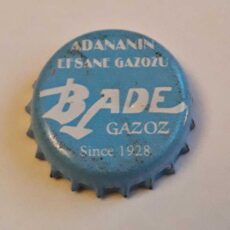 ADANANIN
EFSANE GAZOZU
BADE
GAZOZ
Since 1928